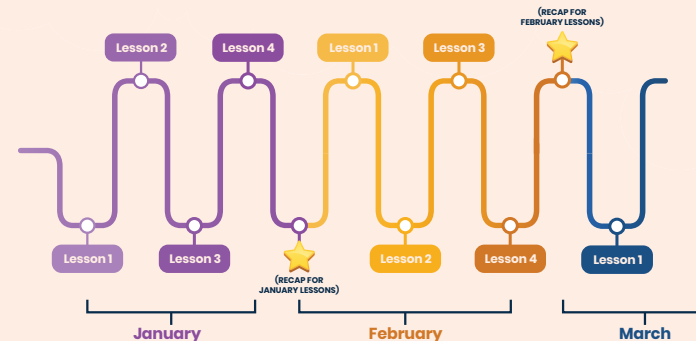 (RECAP FOR
FEBRUARY LESSONS)
Lesson 2
Lesson 4
Lesson 1
Lesson 3
Lesson 1
Lesson 3
Lesson 2
Lesson 4
Lesson 1
(RECAP FOR
JANUARY LESSONS)
January
February
March